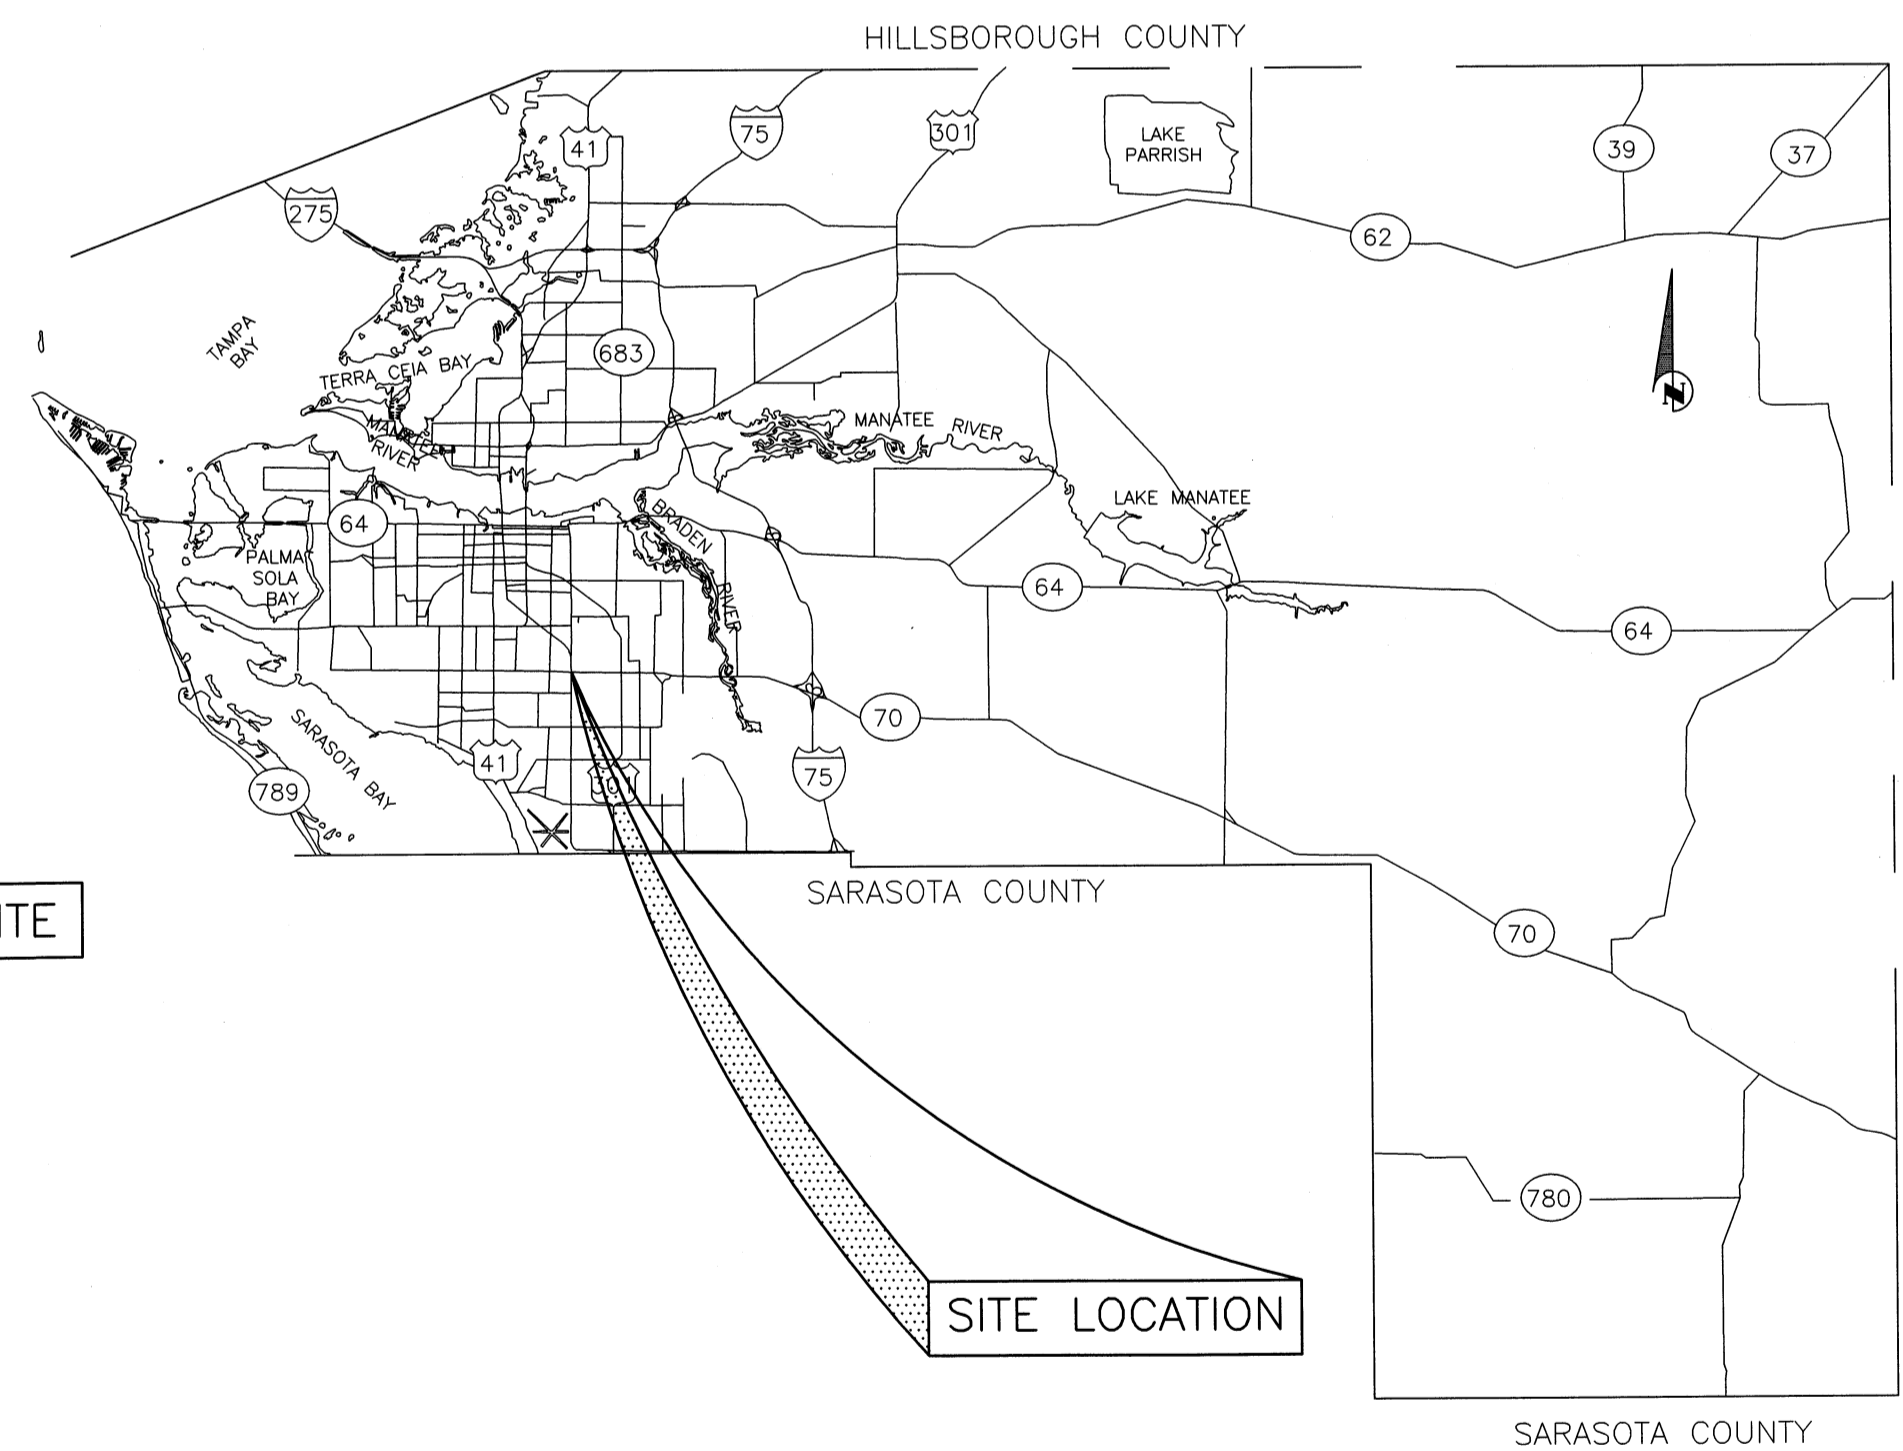 HILLSBOROUGH COUNTY
41
75
301
LAKE
PARRISH
39
37
275
62
TAMPA
BAY
683
TERRA CEIA BAY
N
MANATEE
RIVER
MANATEE RIVER
64
LAKE MANATEE
BRADEN
RIVER
PALMA
SOLA
BAY
64
64
SARASOTA BAY
70
41
301
75
789
SARASOTA COUNTY
ITE
70
780
SITE LOCATION
SARASOTA COUNTY